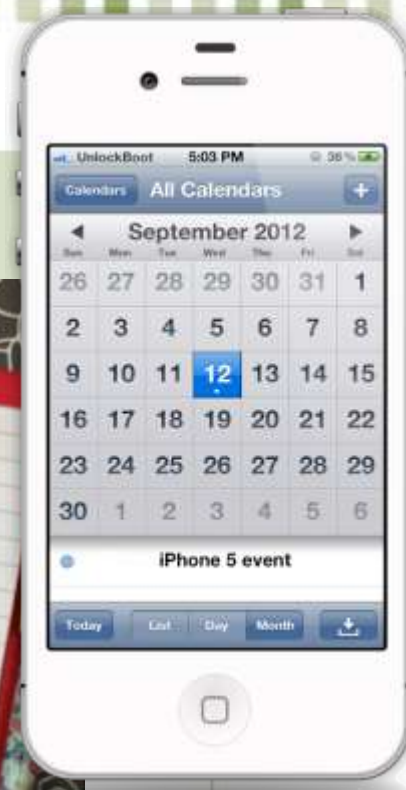 UnlockBoot 5:03 PM 36%
Calendars All Calendars +
September 2012
Sun Mon Tue Wed Thu Fri Sat
26 27 28 29 30 31 1
2 3 4 5 6 7 8
9 10 11 12 13 14 15
16 17 18 19 20 21 22
23 24 25 26 27 28 29
30 1 2 3 4 5 6
iPhone 5 event
Today List Day Month